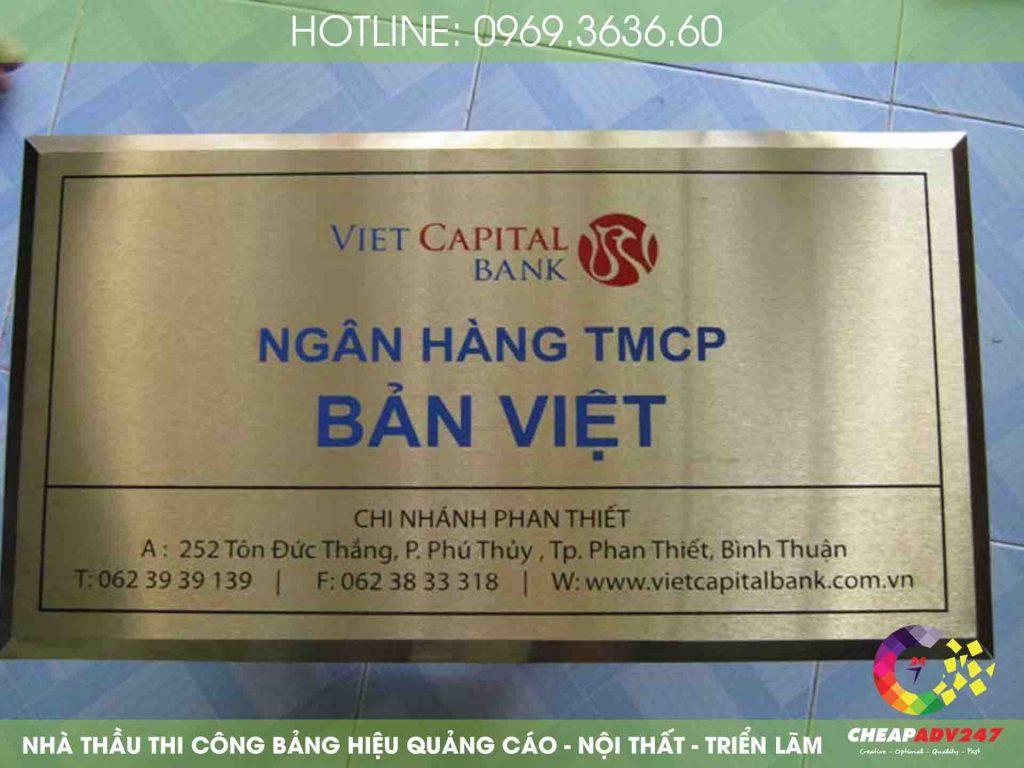 HOTLINE: 0969.3636.60
VIET CAPITAL
BANK
NGÂN HÀNG TMCP
BẢN VIỆT
CHI NHÁNH PHAN THIẾT
A : 252 Tôn Đức Thắng, P. Phú Thủy , Tp. Phan Thiết, Bình Thuận
T: 062 39 39 139 | F: 062 38 33 318 | W: www.vietcapitalbank.com.vn
24
7
NHÀ THẦU THI CÔNG BẢNG HIỆU QUẢNG CÁO - NỘI THẤT - TRIỂN LÃM
CHEAPADV247
Creative - Optimal - Quality - Fast